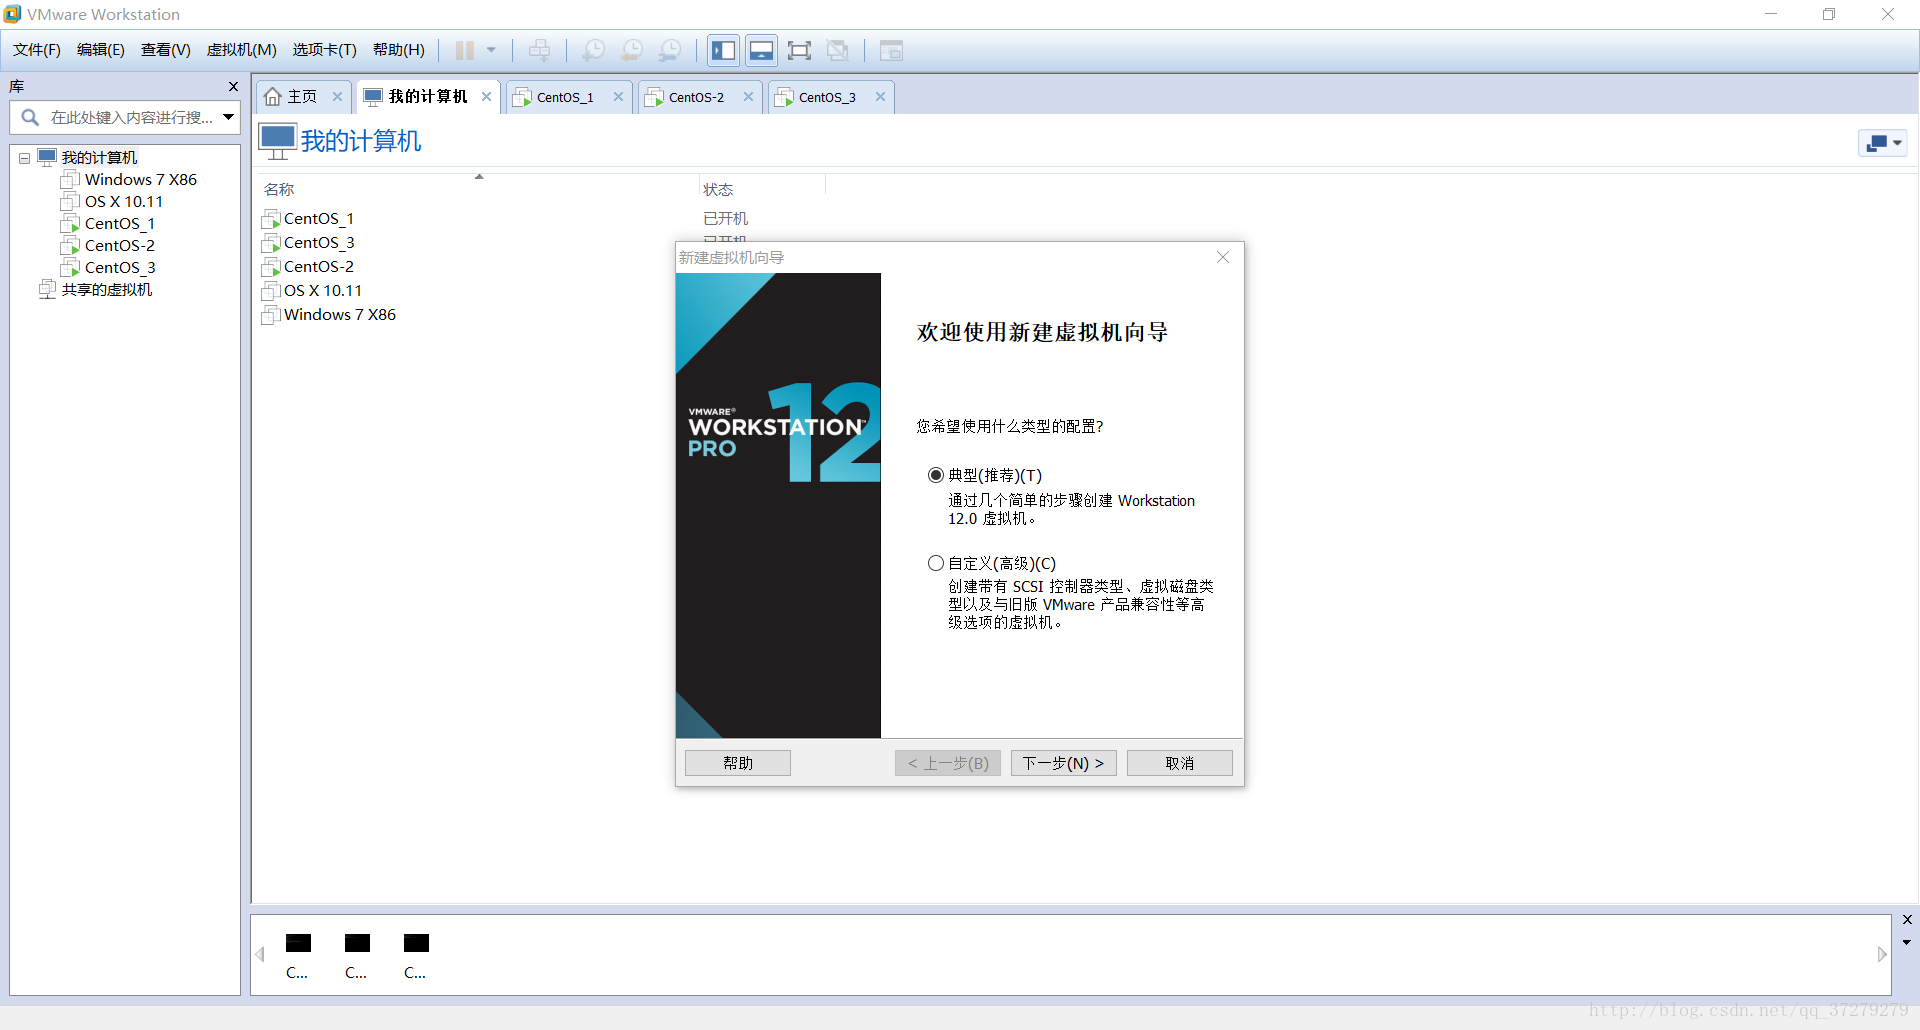 VMware Workstation
文件(F) 编辑(E) 查看(V) 虚拟机(M) 选项卡(T) 帮助(H)
库
在此处键入内容进行搜...
我的计算机
Windows 7 X86
OS X 10.11
CentOS_1
CentOS-2
CentOS_3
共享的虚拟机
主页 我的计算机 CentOS_1 CentOS-2 CentOS_3
我的计算机
名称 状态
CentOS_1 已开机
CentOS_3 已开机
CentOS-2
OS X 10.11
Windows 7 X86
新建虚拟机向导
VMWARE®
WORKSTATION™
PRO
12
欢迎使用新建虚拟机向导
您希望使用什么类型的配置?
典型(推荐)(T)
通过几个简单的步骤创建 Workstation
12.0 虚拟机。
自定义(高级)(C)
创建带有 SCSI 控制器类型、虚拟磁盘类
型以及与旧版 VMware 产品兼容性等高
级选项的虚拟机。
帮助 < 上一步(B) 下一步(N) > 取消
C... C... C...
http://blog.csdn.net/qq_37279279